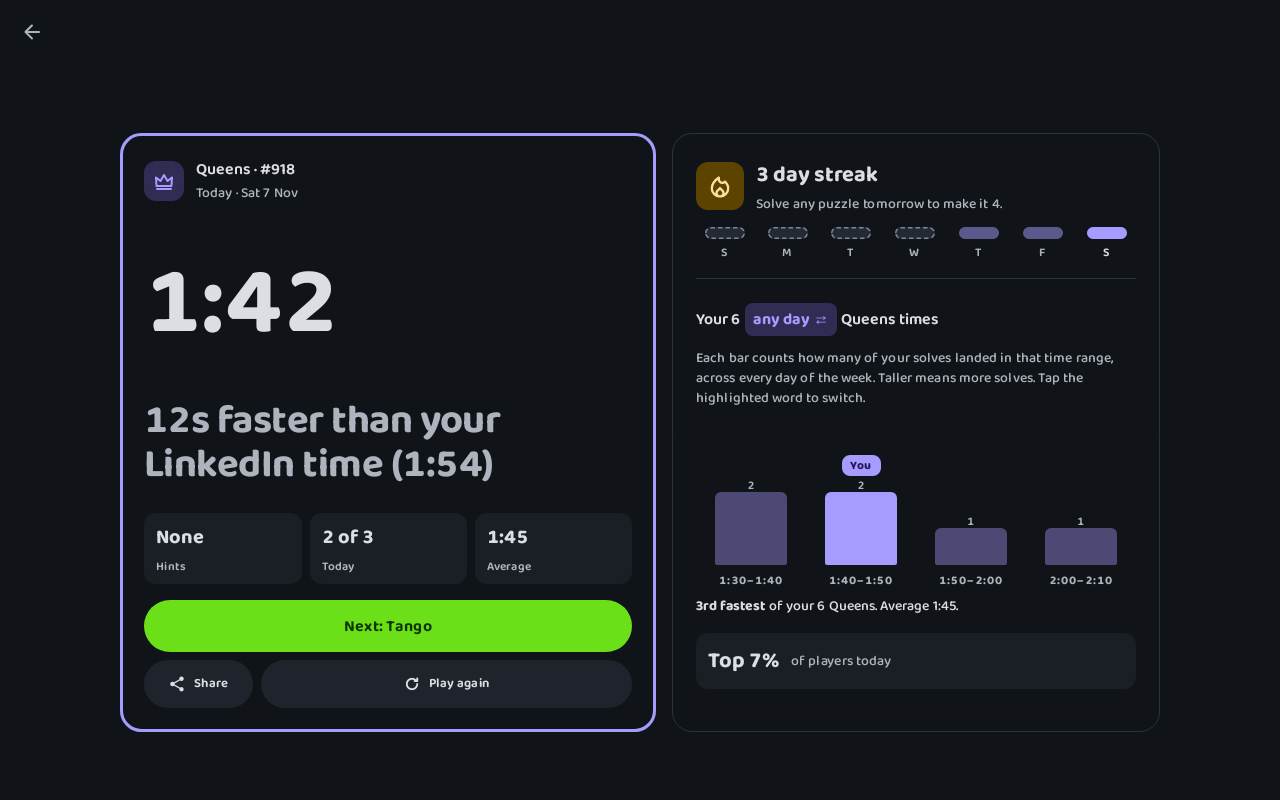 Queens · #918
Today · Sat 7 Nov
1:42
12s faster than your
LinkedIn time (1:54)
None
Hints
2 of 3
Today
1:45
Average
Next: Tango
Share
Play again
3 day streak
Solve any puzzle tomorrow to make it 4.
S M T W T F S
Your 6 any day ⇄ Queens times
Each bar counts how many of your solves landed in that time range,
across every day of the week. Taller means more solves. Tap the
highlighted word to switch.
You
2 2 1 1
1:30–1:40 1:40–1:50 1:50–2:00 2:00–2:10
3rd fastest of your 6 Queens. Average 1:45.
Top 7% of players today